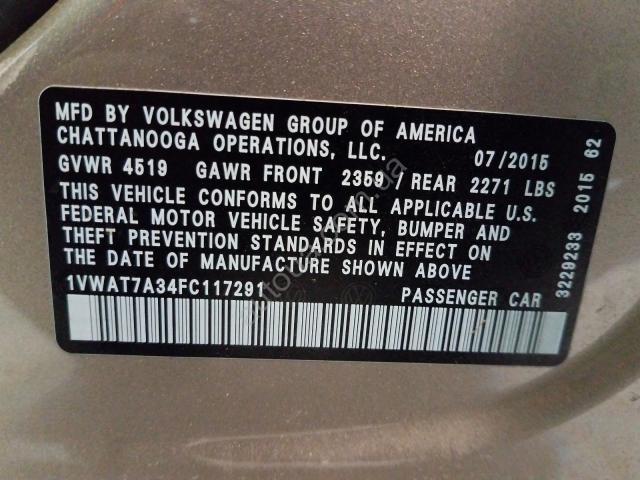 MFD BY VOLKSWAGEN GROUP OF AMERICA
CHATTANOOGA OPERATIONS, LLC. 07/2015
GVWR 4519 GAWR FRONT 2359 / REAR 2271 LBS
THIS VEHICLE CONFORMS TO ALL APPLICABLE U.S.
FEDERAL MOTOR VEHICLE SAFETY, BUMPER AND
THEFT PREVENTION STANDARDS IN EFFECT ON
THE DATE OF MANUFACTURE SHOWN ABOVE.
1VWAT7A34FC117291 PASSENGER CAR
3229233 2015 62